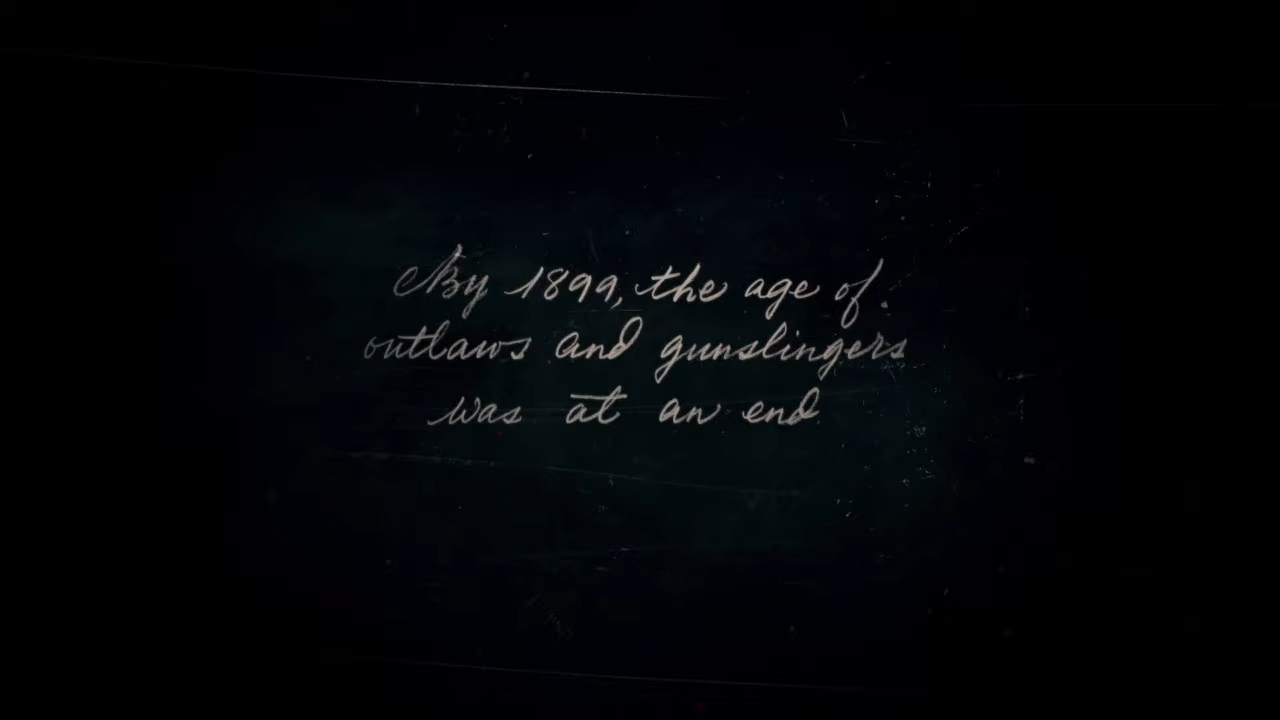 By 1899, the age of
outlaws and gunslingers
was at an end